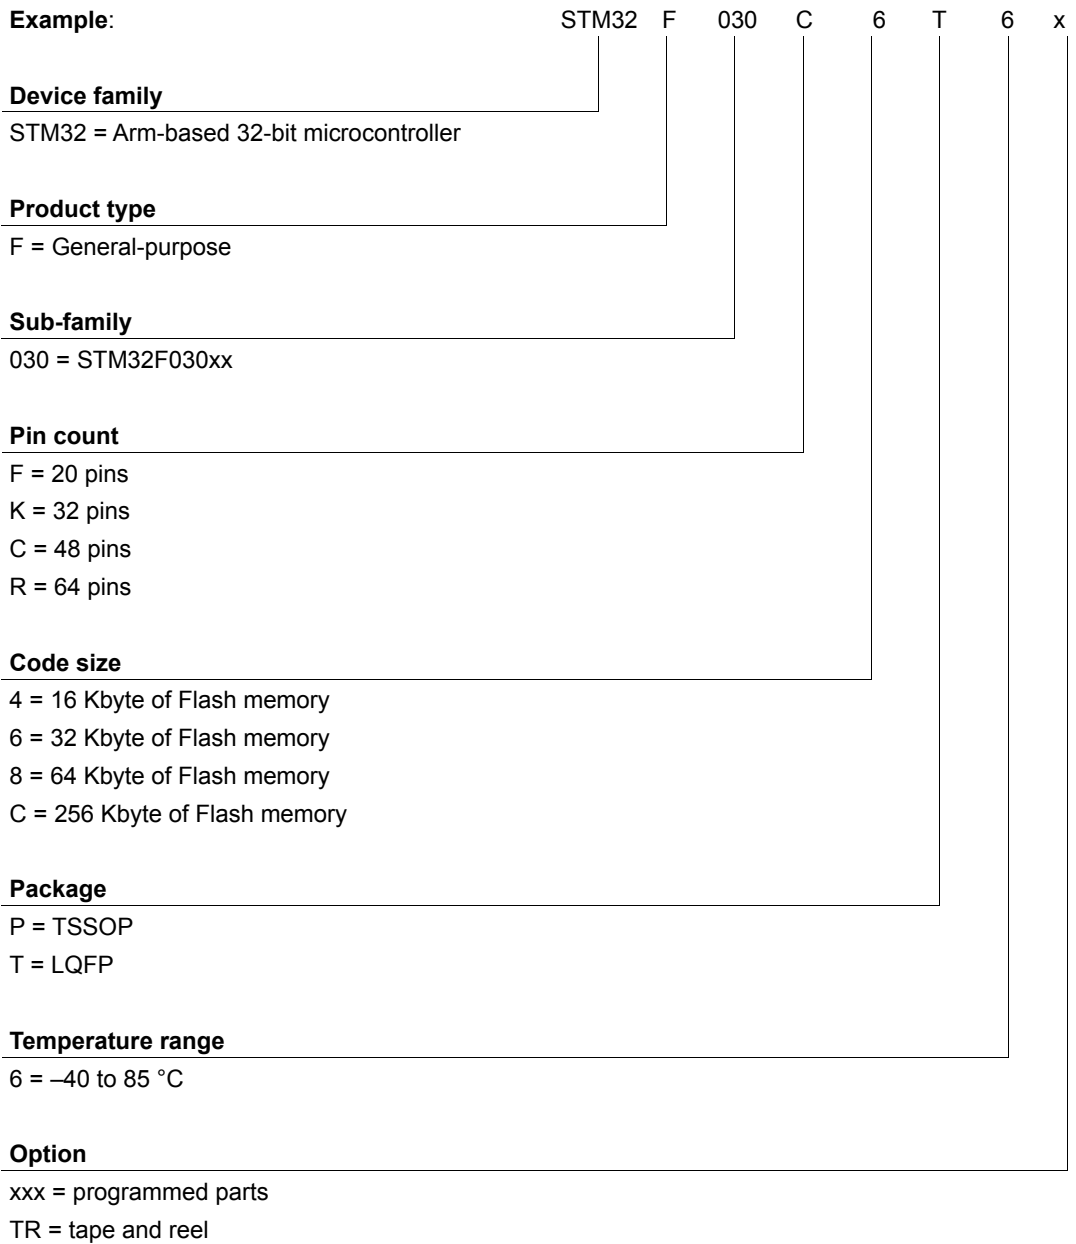 Example: STM32 F 030 C 6 T 6 x
Device family
STM32 = Arm-based 32-bit microcontroller
Product type
F = General-purpose
Sub-family
030 = STM32F030xx
Pin count
F = 20 pins
K = 32 pins
C = 48 pins
R = 64 pins
Code size
4 = 16 Kbyte of Flash memory
6 = 32 Kbyte of Flash memory
8 = 64 Kbyte of Flash memory
C = 256 Kbyte of Flash memory
Package
P = TSSOP
T = LQFP
Temperature range
6 = –40 to 85 °C
Option
xxx = programmed parts
TR = tape and reel